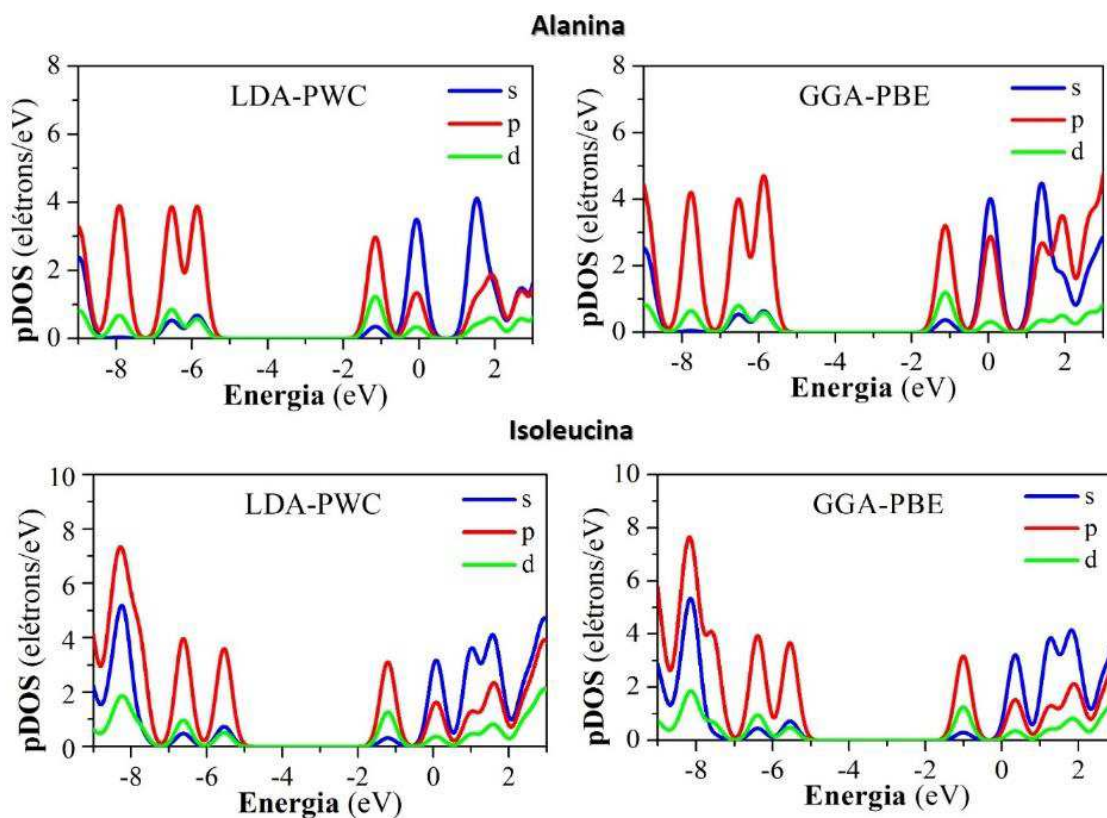 Alanina
LDA-PWC
s
p
d
pDOS (elétrons/eV)
8
6
4
2
0
-8 -6 -4 -2 0 2
Energia (eV)
GGA-PBE
s
p
d
pDOS (elétrons/eV)
8
6
4
2
0
-8 -6 -4 -2 0 2
Energia (eV)
Isoleucina
LDA-PWC
s
p
d
pDOS (elétrons/eV)
10
8
6
4
2
0
-8 -6 -4 -2 0 2
Energia (eV)
GGA-PBE
s
p
d
pDOS (elétrons/eV)
10
8
6
4
2
0
-8 -6 -4 -2 0 2
Energia (eV)